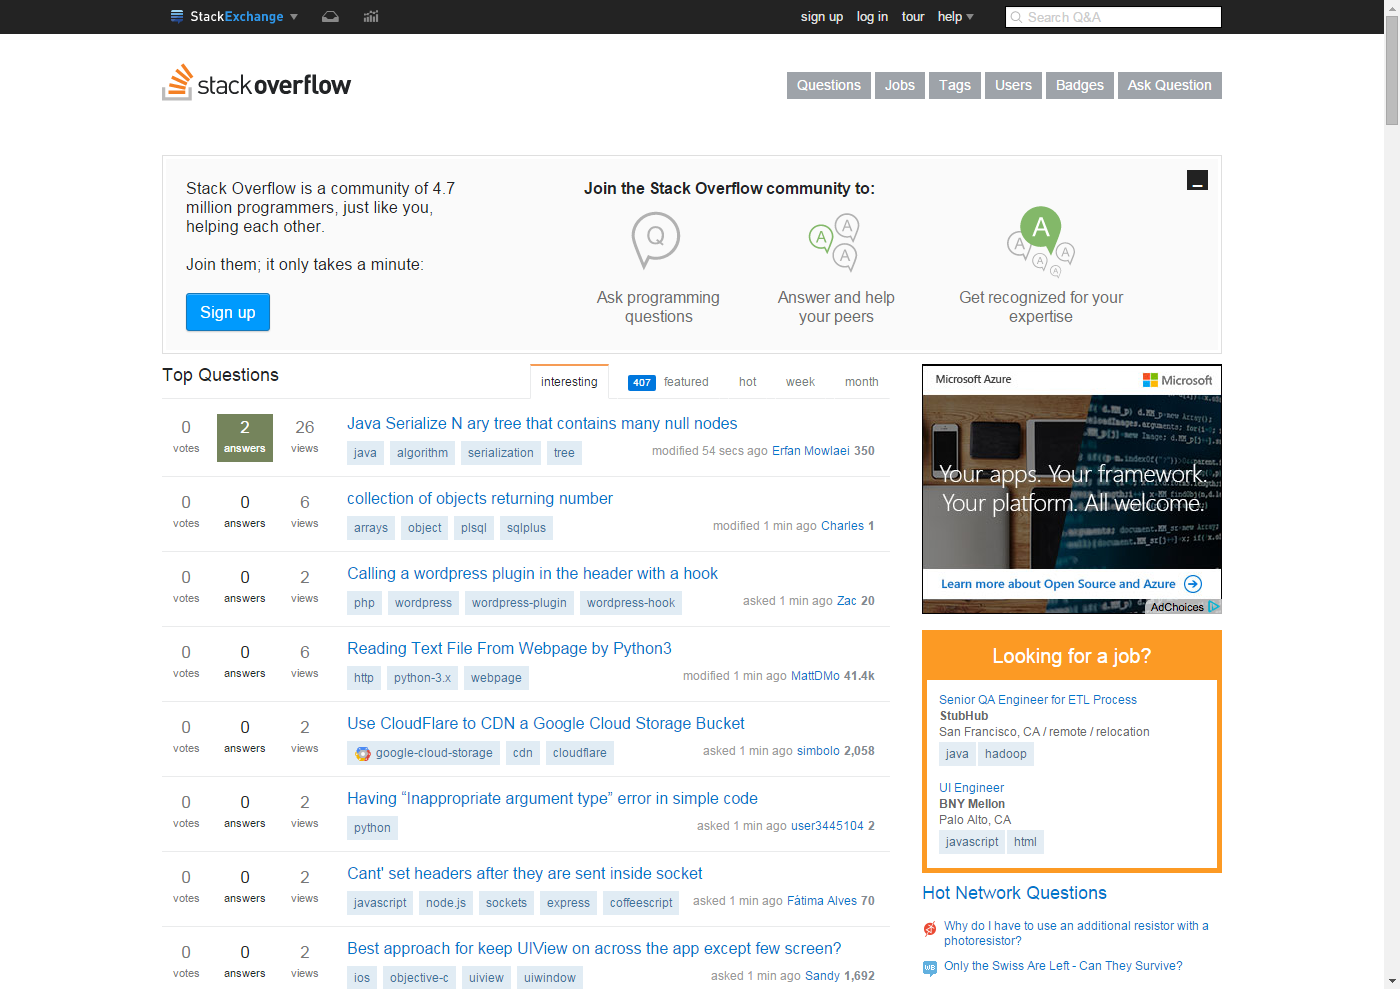 StackExchange
sign up log in tour help
Search Q&A
stackoverflow
Questions Jobs Tags Users Badges Ask Question
Stack Overflow is a community of 4.7
million programmers, just like you,
helping each other.
Join them; it only takes a minute:
Sign up
Join the Stack Overflow community to:
Q
Ask programming
questions
A A A
Answer and help
your peers
A A A A A
Get recognized for your
expertise
Top Questions
interesting 407 featured hot week month
0 votes 2 answers 26 views
Java Serialize N ary tree that contains many null nodes
java algorithm serialization tree
modified 54 secs ago Erfan Mowlaei 350
0 votes 0 answers 6 views
collection of objects returning number
arrays object plsql sqlplus
modified 1 min ago Charles 1
0 votes 0 answers 2 views
Calling a wordpress plugin in the header with a hook
php wordpress wordpress-plugin wordpress-hook
asked 1 min ago Zac 20
0 votes 0 answers 6 views
Reading Text File From Webpage by Python3
http python-3.x webpage
modified 1 min ago MattDMo 41.4k
0 votes 0 answers 2 views
Use CloudFlare to CDN a Google Cloud Storage Bucket
google-cloud-storage cdn cloudflare
asked 1 min ago simbolo 2,058
0 votes 0 answers 2 views
Having “Inappropriate argument type” error in simple code
python
asked 1 min ago user3445104 2
0 votes 0 answers 2 views
Cant' set headers after they are sent inside socket
javascript node.js sockets express coffeescript
asked 1 min ago Fátima Alves 70
0 votes 0 answers 2 views
Best approach for keep UIView on across the app except few screen?
ios objective-c uiview uiwindow
asked 1 min ago Sandy 1,692
Microsoft Azure Microsoft
Your apps. Your framework.
Your platform. All welcome.
Learn more about Open Source and Azure
AdChoices
Looking for a job?
Senior QA Engineer for ETL Process
StubHub
San Francisco, CA / remote / relocation
java hadoop
UI Engineer
BNY Mellon
Palo Alto, CA
javascript html
Hot Network Questions
Why do I have to use an additional resistor with a
photoresistor?
WB Only the Swiss Are Left - Can They Survive?